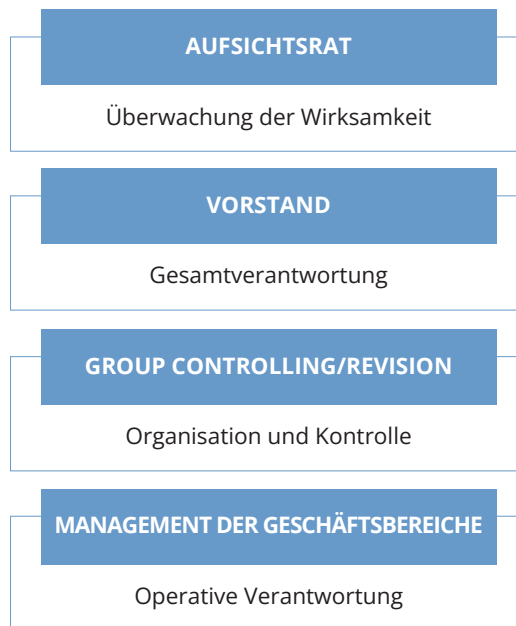 AUFSICHTSRAT
Überwachung der Wirksamkeit
VORSTAND
Gesamtverantwortung
GROUP CONTROLLING/REVISION
Organisation und Kontrolle
MANAGEMENT DER GESCHÄFTSBEREICHE
Operative Verantwortung